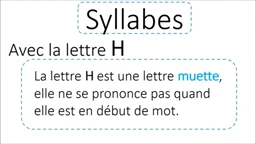 Syllabes
Avec la lettre H
La lettre H est une lettre muette,
elle ne se prononce pas quand
elle est en début de mot.